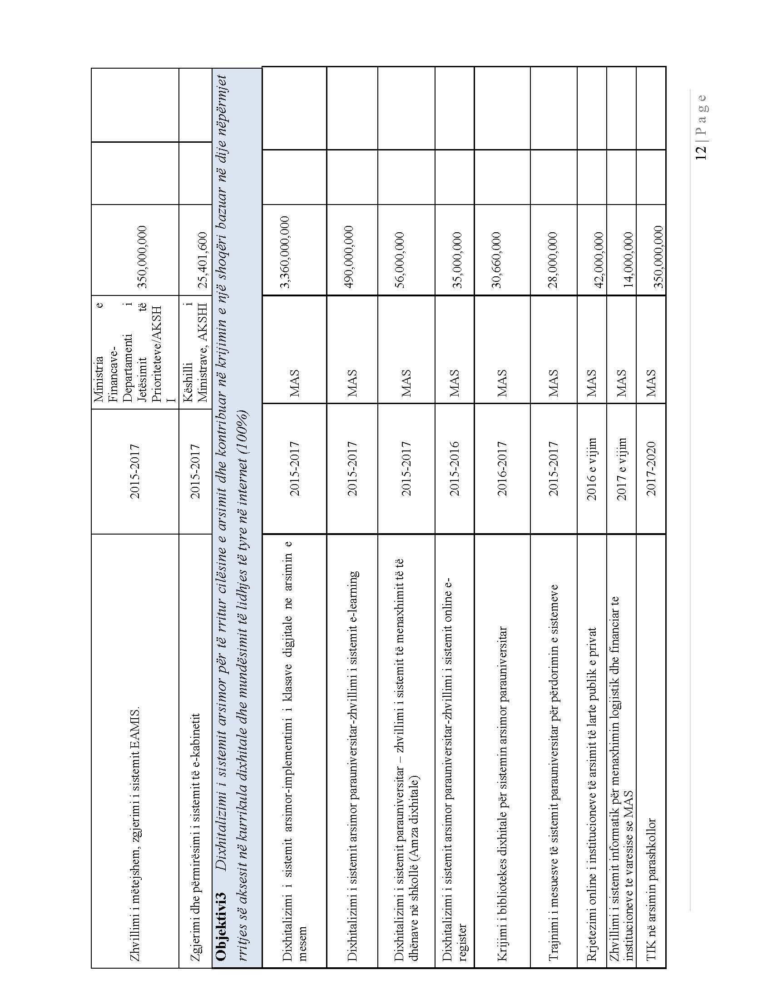 Zhvillimi i mëtejshem, zgjerimi i sistemit EAMIS.
2015-2017
Ministria e
Financave-
Departamenti i
Jetësimit të
Prioriteteve/AKSH
I
350,000,000
Zgjerimi dhe përmirësimi i sistemit të e-kabinetit
2015-2017
Këshilli i
Ministrave, AKSHI
25,401,600
Objektivi3 Dixhitalizimi i sistemit arsimor për të rritur cilësine e arsimit dhe kontribuar në krijimin e një shoqëri bazuar në dije nëpërmjet
rritjes së aksesit në kurrikula dixhitale dhe mundësimit të lidhjes të tyre në internet (100%)
Dixhitalizimi i sistemit arsimor-implementimi i klasave digjitale ne arsimin e
mesem
2015-2017
MAS
3,360,000,000
Dixhitalizimi i sistemit arsimor parauniversitar-zhvillimi i sistemit e-learning
2015-2017
MAS
490,000,000
Dixhitalizimi i sistemit parauniversitar – zhvillimi i sistemit të menaxhimit të të
dhënave në shkollë (Amza dixhitale)
2015-2017
MAS
56,000,000
Dixhitalizimi i sistemit arsimor parauniversitar-zhvillimi i sistemit online e-
register
2015-2016
MAS
35,000,000
Krijimi i bibliotekes dixhitale për sistemin arsimor parauniversitar
2016-2017
MAS
30,660,000
Trajnimi i mesuesve të sistemit parauniversitar për përdorimin e sistemeve
2015-2017
MAS
28,000,000
Rrjetezimi online i institucioneve të arsimit të larte publik e privat
2016 e vijim
MAS
42,000,000
Zhvillimi i sistemit informatik për menaxhimin logjistik dhe financiar te
institucioneve te varesise se MAS
2017 e vijim
MAS
14,000,000
TIK në arsimin parashkollor
2017-2020
MAS
350,000,000
12 | P a g e